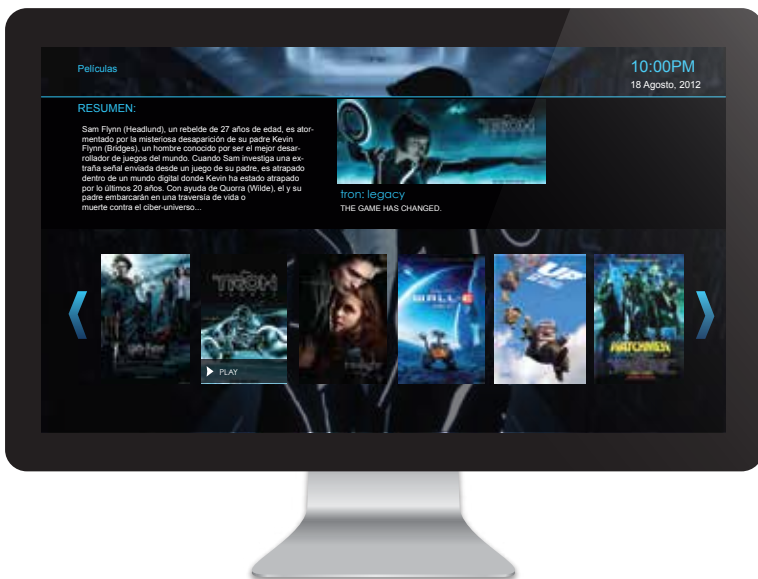 Películas
10:00PM
18 Agosto, 2012
RESUMEN:
Sam Flynn (Headlund), un rebelde de 27 años de edad, es ator-
mentado por la misteriosa desaparición de su padre Kevin
Flynn (Bridges), un hombre conocido por ser el mejor desar-
rollador de juegos del mundo. Cuando Sam investiga una ex-
traña señal enviada desde un juego de su padre, es atrapado
dentro de un mundo digital donde Kevin ha estado atrapado
por lo últimos 20 años. Con ayuda de Quorra (Wilde), el y su
padre embarcarán en una traversía de vida o
muerte contra el ciber-universo...
TRON
tron: legacy
THE GAME HAS CHANGED.
TRON
WALL·E
UP
WATCHMEN
PLAY